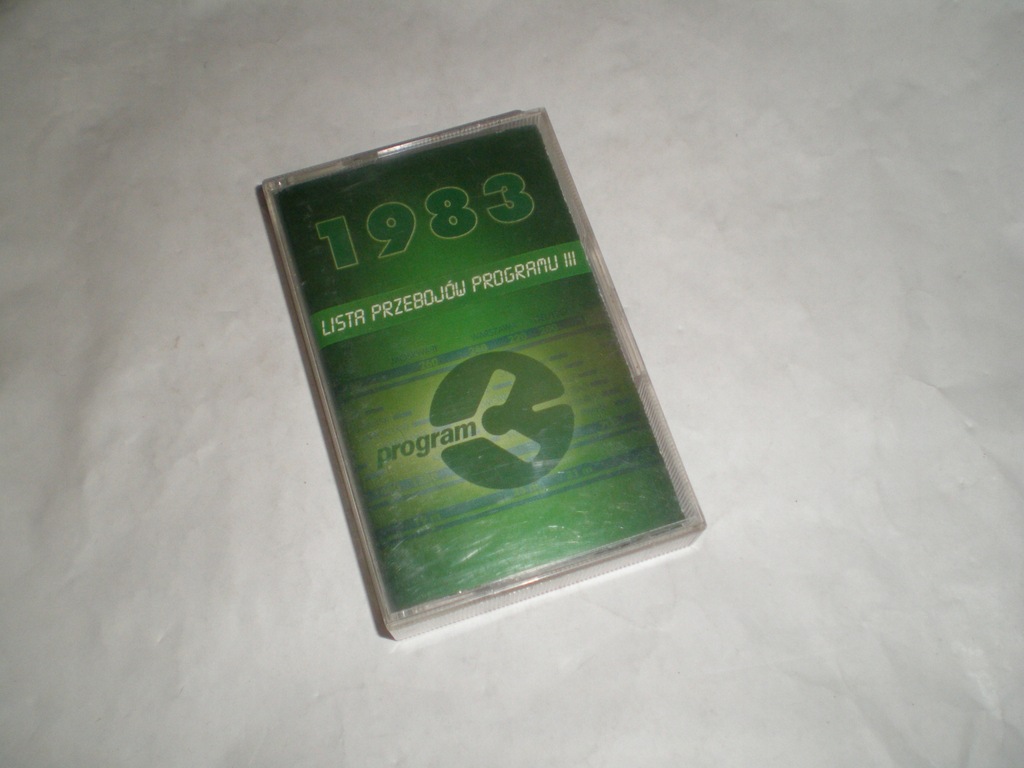 1983
LISTA PRZEBOJÓW PROGRAMU III
program